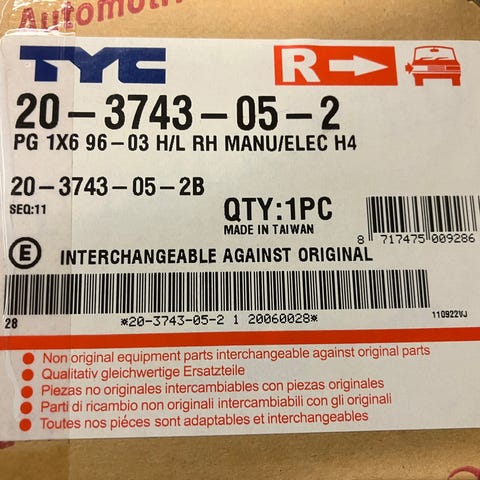 Automotiv
TYC
R
20-3743-05-2
PG 1X6 96-03 H/L RH MANU/ELEC H4
20-3743-05-2B
SEQ:11
QTY:1PC
MADE IN TAIWAN
8 717475 009286
E INTERCHANGEABLE AGAINST ORIGINAL
28 *20-3743-05-2 1 20060028* 110922VJ
Non original equipment parts interchangeable against original parts
Qualitativ gleichwertige Ersatzteile
Piezas no originales intercambiables con piezas originales
Parti di ricambio non originali intercambiabili con gli originali
Toutes nos piéces sont adaptables et interchangeables